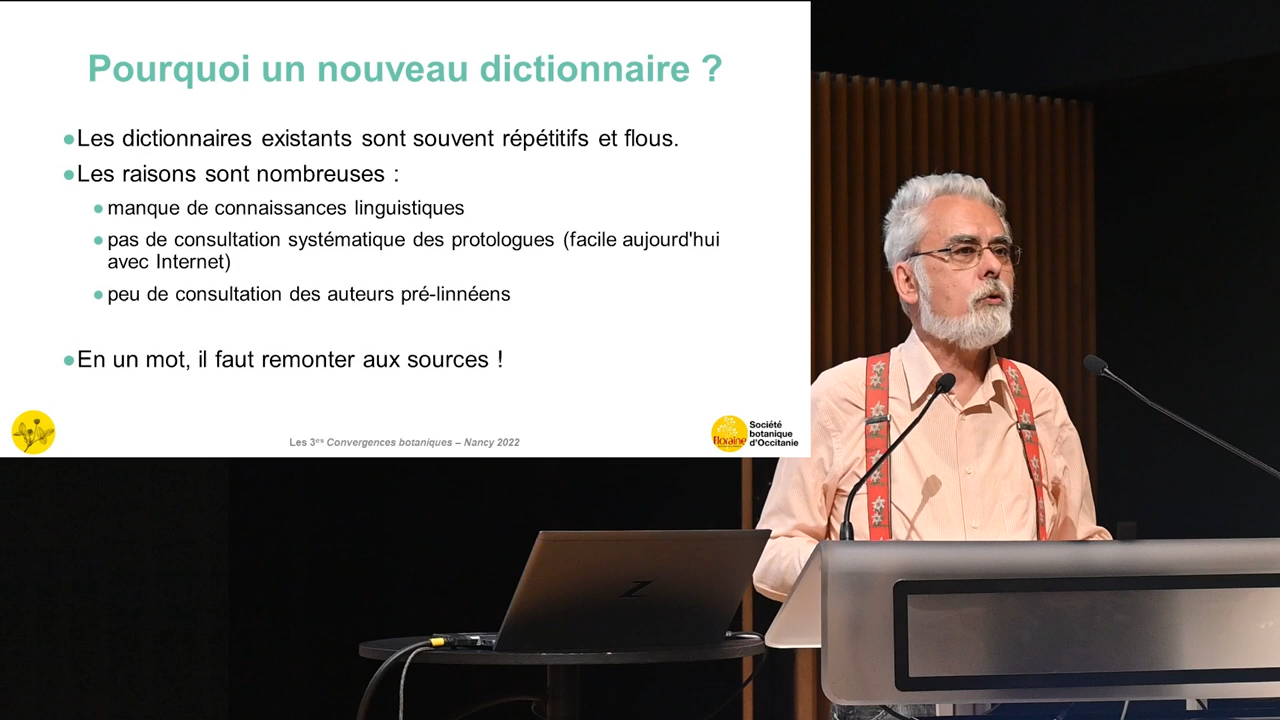 Pourquoi un nouveau dictionnaire ?
●Les dictionnaires existants sont souvent répétitifs et flous.
●Les raisons sont nombreuses :
●manque de connaissances linguistiques
●pas de consultation systématique des protologues (facile aujourd'hui
avec Internet)
●peu de consultation des auteurs pré-linnéens
●En un mot, il faut remonter aux sources !
Les 3es Convergences botaniques – Nancy 2022
floraine
Société
botanique
d'Occitanie
Z